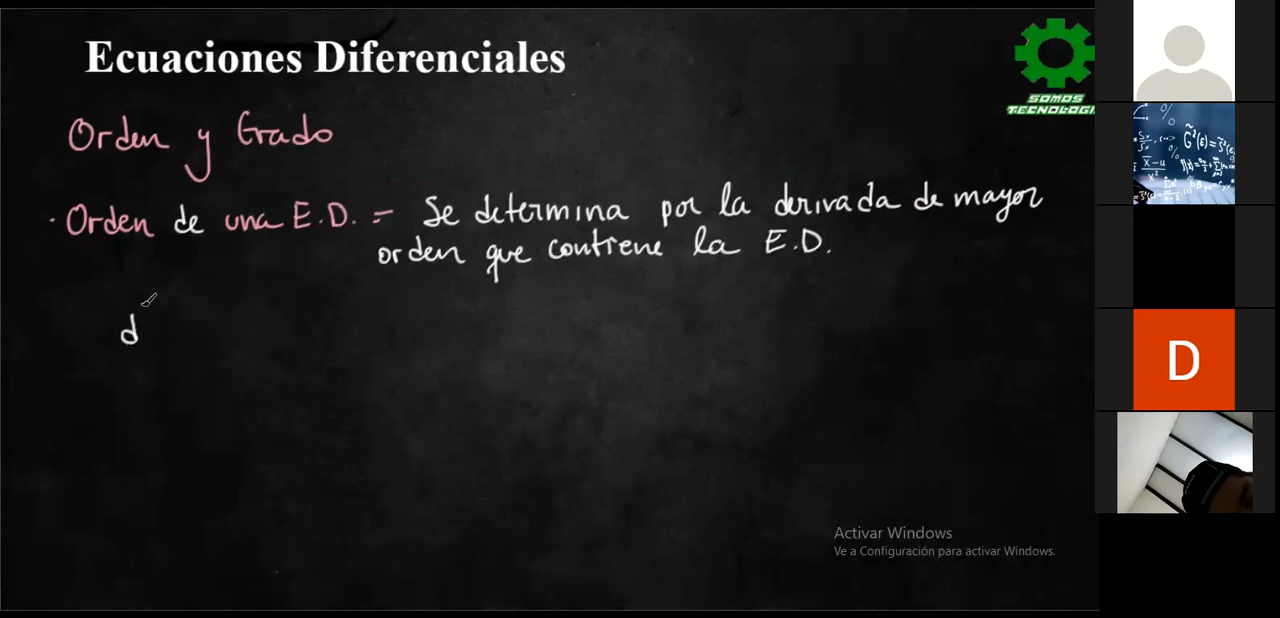 Ecuaciones Diferenciales
SOMOS
TECNOLOGI
Orden y Grado
· Orden de una E.D. = Se determina por la derivada de mayor
orden que contiene la E.D.
d
D
Activar Windows
Ve a Configuración para activar Windows.